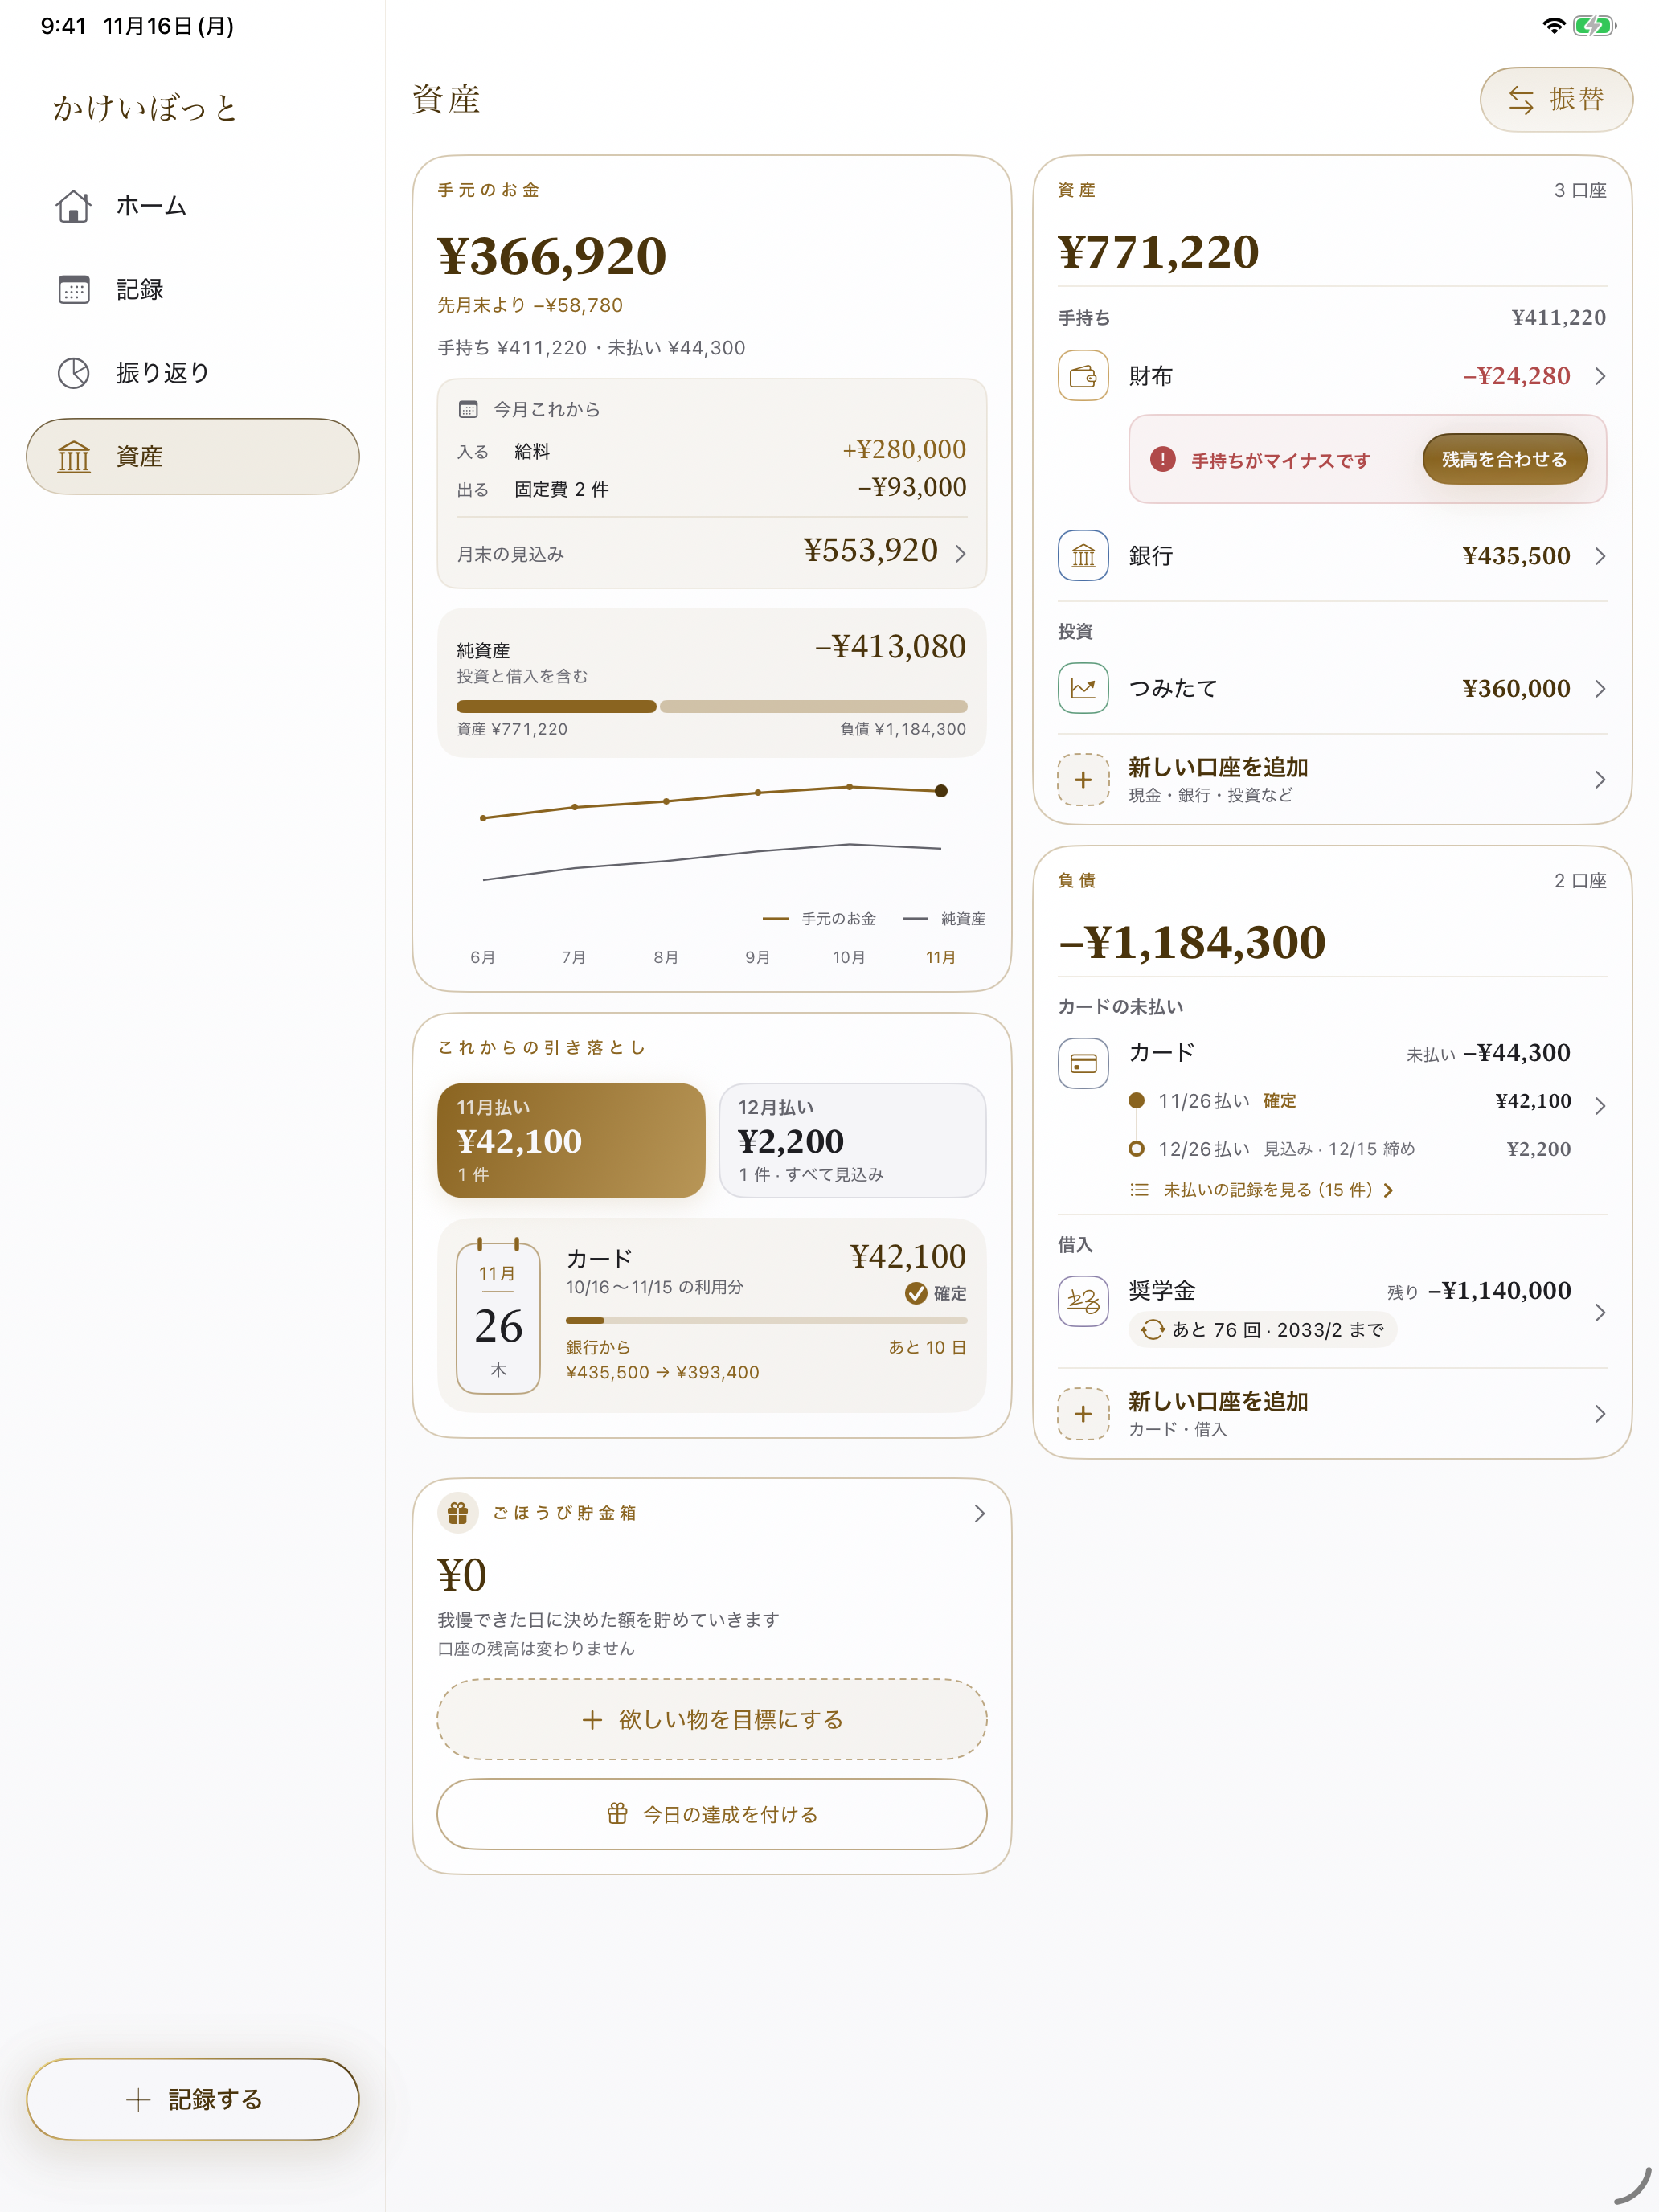 9:41 11月16日(月)
かけいぼっと
ホーム
記録
振り返り
資産
記録する
資産
振替
手元のお金
¥366,920
先月末より −¥58,780
手持ち ¥411,220・未払い ¥44,300
今月これから
入る 給料 +¥280,000
出る 固定費 2 件 −¥93,000
月末の見込み ¥553,920
純資産 −¥413,080
投資と借入を含む
資産 ¥771,220 負債 ¥1,184,300
手元のお金 純資産
6月 7月 8月 9月 10月 11月
これからの引き落とし
11月払い
¥42,100
1 件
12月払い
¥2,200
1 件 · すべて見込み
11月
26
木
カード ¥42,100
10/16〜11/15 の利用分 確定
銀行から あと 10 日
¥435,500 → ¥393,400
ごほうび貯金箱
¥0
我慢できた日に決めた額を貯めていきます
口座の残高は変わりません
欲しい物を目標にする
今日の達成を付ける
資産 3 口座
¥771,220
手持ち ¥411,220
財布 −¥24,280
手持ちがマイナスです 残高を合わせる
銀行 ¥435,500
投資
つみたて ¥360,000
新しい口座を追加
現金・銀行・投資など
負債 2 口座
−¥1,184,300
カードの未払い
カード 未払い −¥44,300
11/26払い 確定 ¥42,100
12/26払い 見込み · 12/15 締め ¥2,200
未払いの記録を見る (15 件)
借入
奨学金 残り −¥1,140,000
あと 76 回 · 2033/2 まで
新しい口座を追加
カード・借入